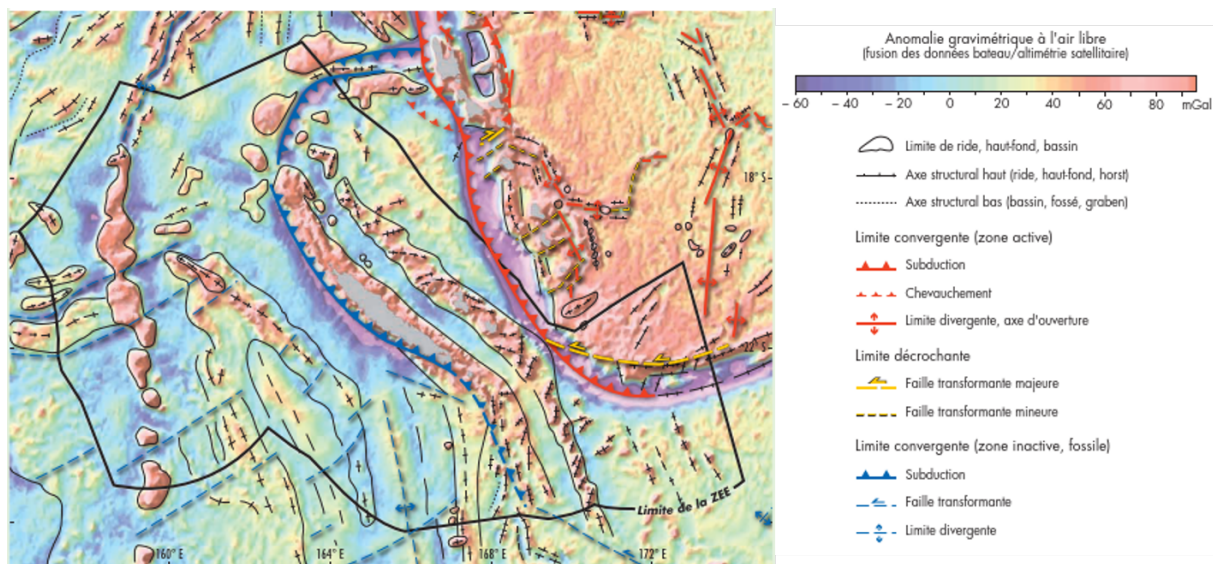 18° S
22° S
Limite de la ZEE
160° E
164° E
168° E
172° E
Anomalie gravimétrique à l'air libre
(fusion des données bateau/altimétrie satellitaire)
– 60 – 40 – 20 0 20 40 60 80 mGal
Limite de ride, haut-fond, bassin
Axe structural haut (ride, haut-fond, horst)
Axe structural bas (bassin, fossé, graben)
Limite convergente (zone active)
Subduction
Chevauchement
Limite divergente, axe d'ouverture
Limite décrochante
Faille transformante majeure
Faille transformante mineure
Limite convergente (zone inactive, fossile)
Subduction
Faille transformante
Limite divergente